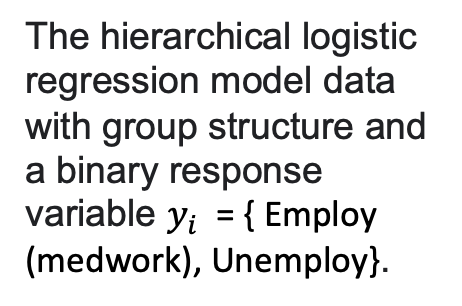 The hierarchical logistic
regression model data
with group structure and
a binary response
variable 𝑦𝑖 = { Employ
(medwork), Unemploy}.